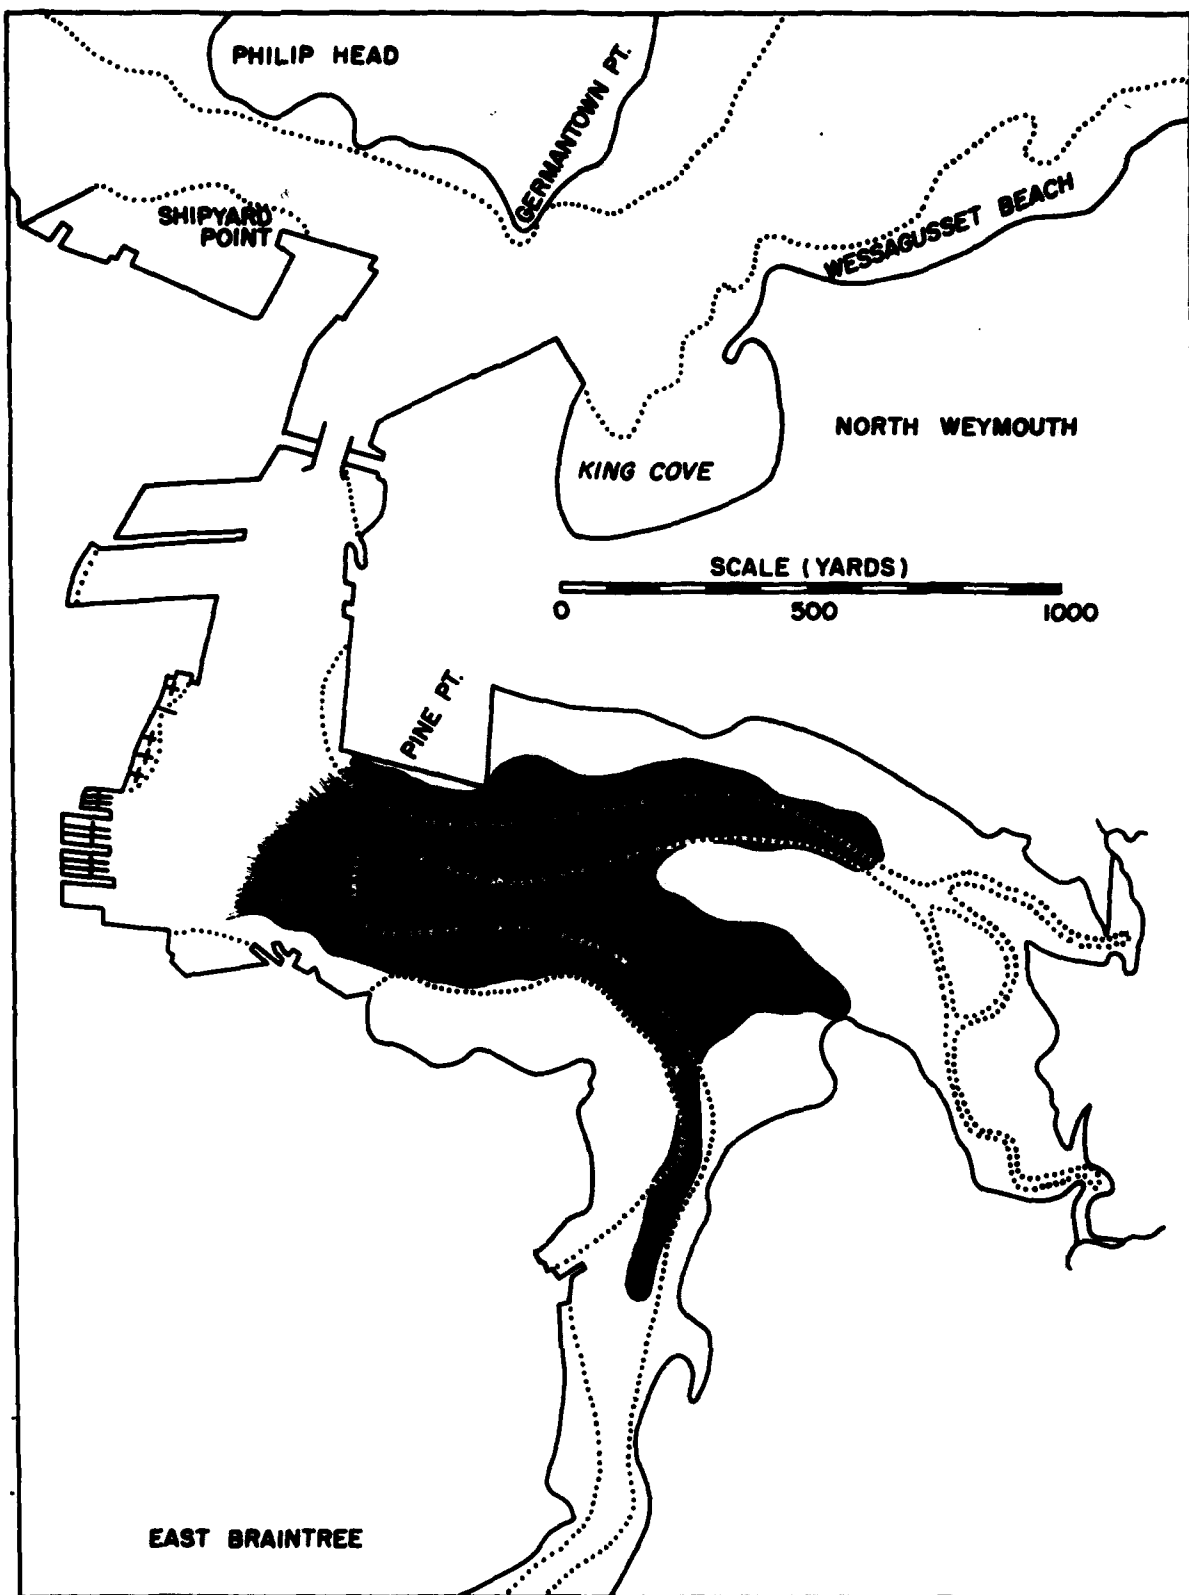 PHILIP HEAD
GERMANTOWN PT.
SHIPYARD
POINT
WESSAGUSSET BEACH
NORTH WEYMOUTH
KING COVE
SCALE (YARDS)
0 500 1000
PINE PT.
EAST BRAINTREE